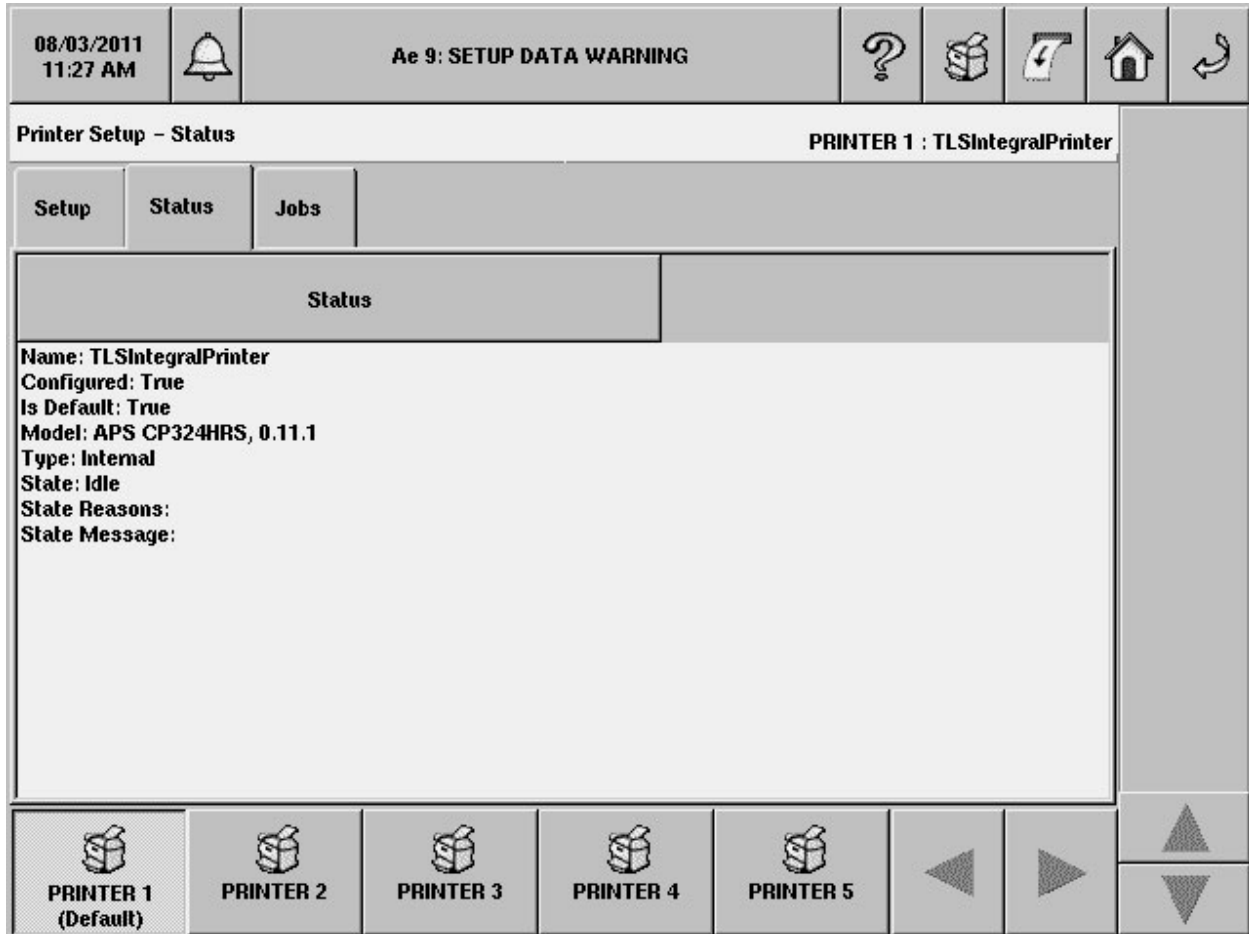 08/03/2011
11:27 AM
Ae 9: SETUP DATA WARNING
Printer Setup – Status
PRINTER 1 : TLSIntegralPrinter
Setup
Status
Jobs
Status
Name: TLSIntegralPrinter
Configured: True
Is Default: True
Model: APS CP324HRS, 0.11.1
Type: Internal
State: Idle
State Reasons:
State Message:
PRINTER 1
(Default)
PRINTER 2
PRINTER 3
PRINTER 4
PRINTER 5